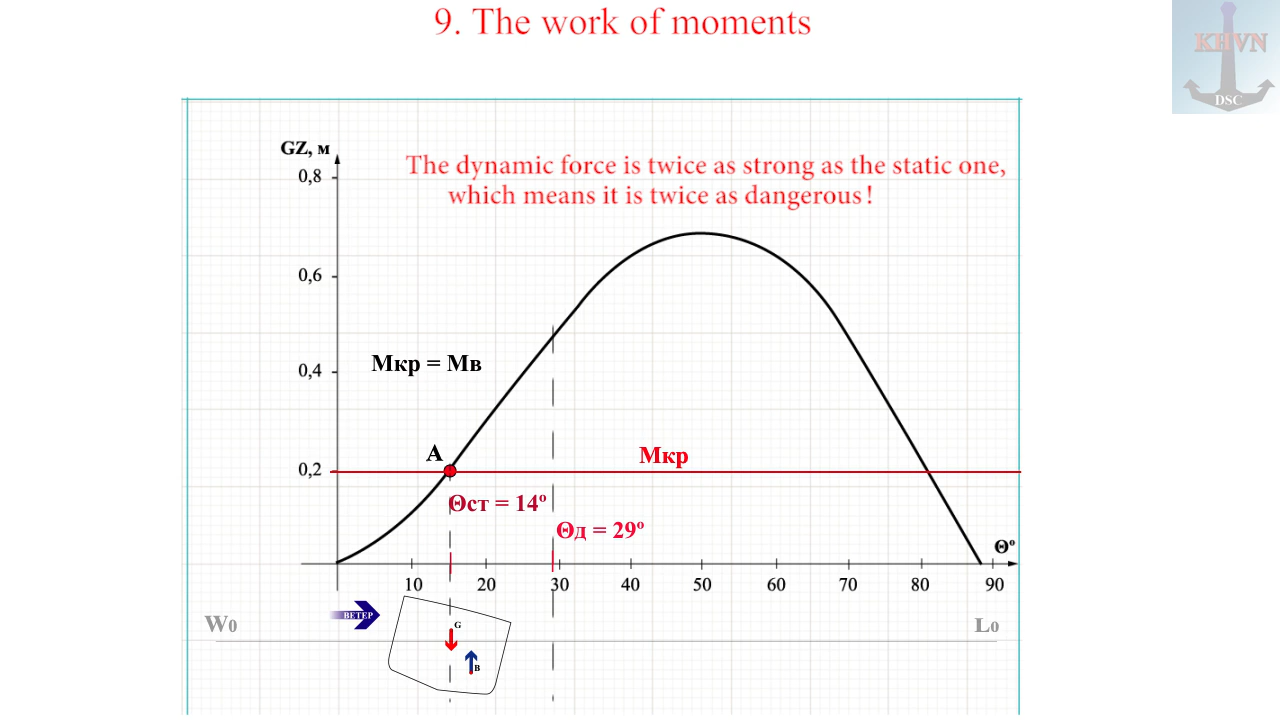 9. The work of moments
KHVN
DSC
GZ, м
The dynamic force is twice as strong as the static one,
which means it is twice as dangerous!
0,8
0,6
Мкр = Мв
0,4
А
Мкр
0,2
Θст = 14º
Θд = 29º
Θº
10 20 30 40 50 60 70 80 90
ВЕТЕР
W0
L0
G
B